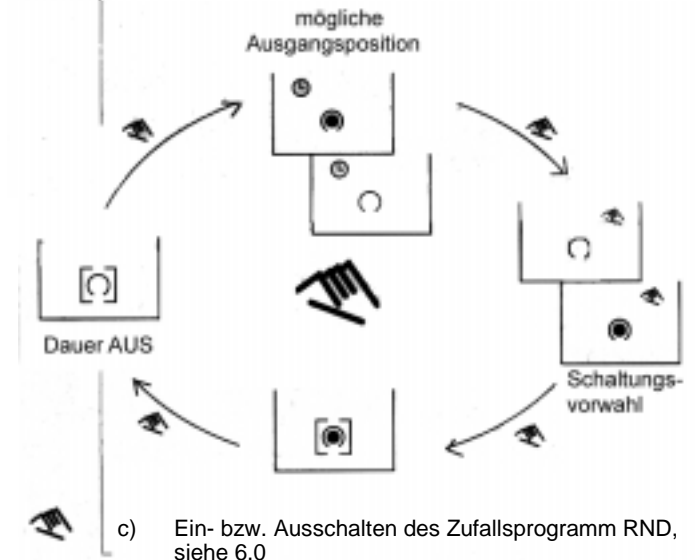 mögliche
Ausgangsposition
Dauer AUS
Schaltungs-
vorwahl
c) Ein- bzw. Ausschalten des Zufallsprogramm RND,
siehe 6.0